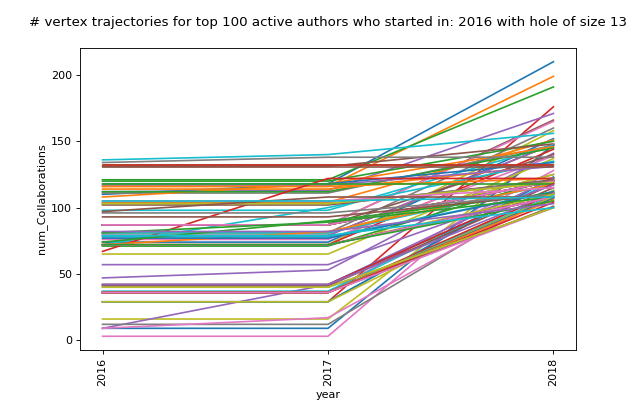 # vertex trajectories for top 100 active authors who started in: 2016 with hole of size 13
200
150
100
50
0
num_Collaborations
2016
2017
2018
year